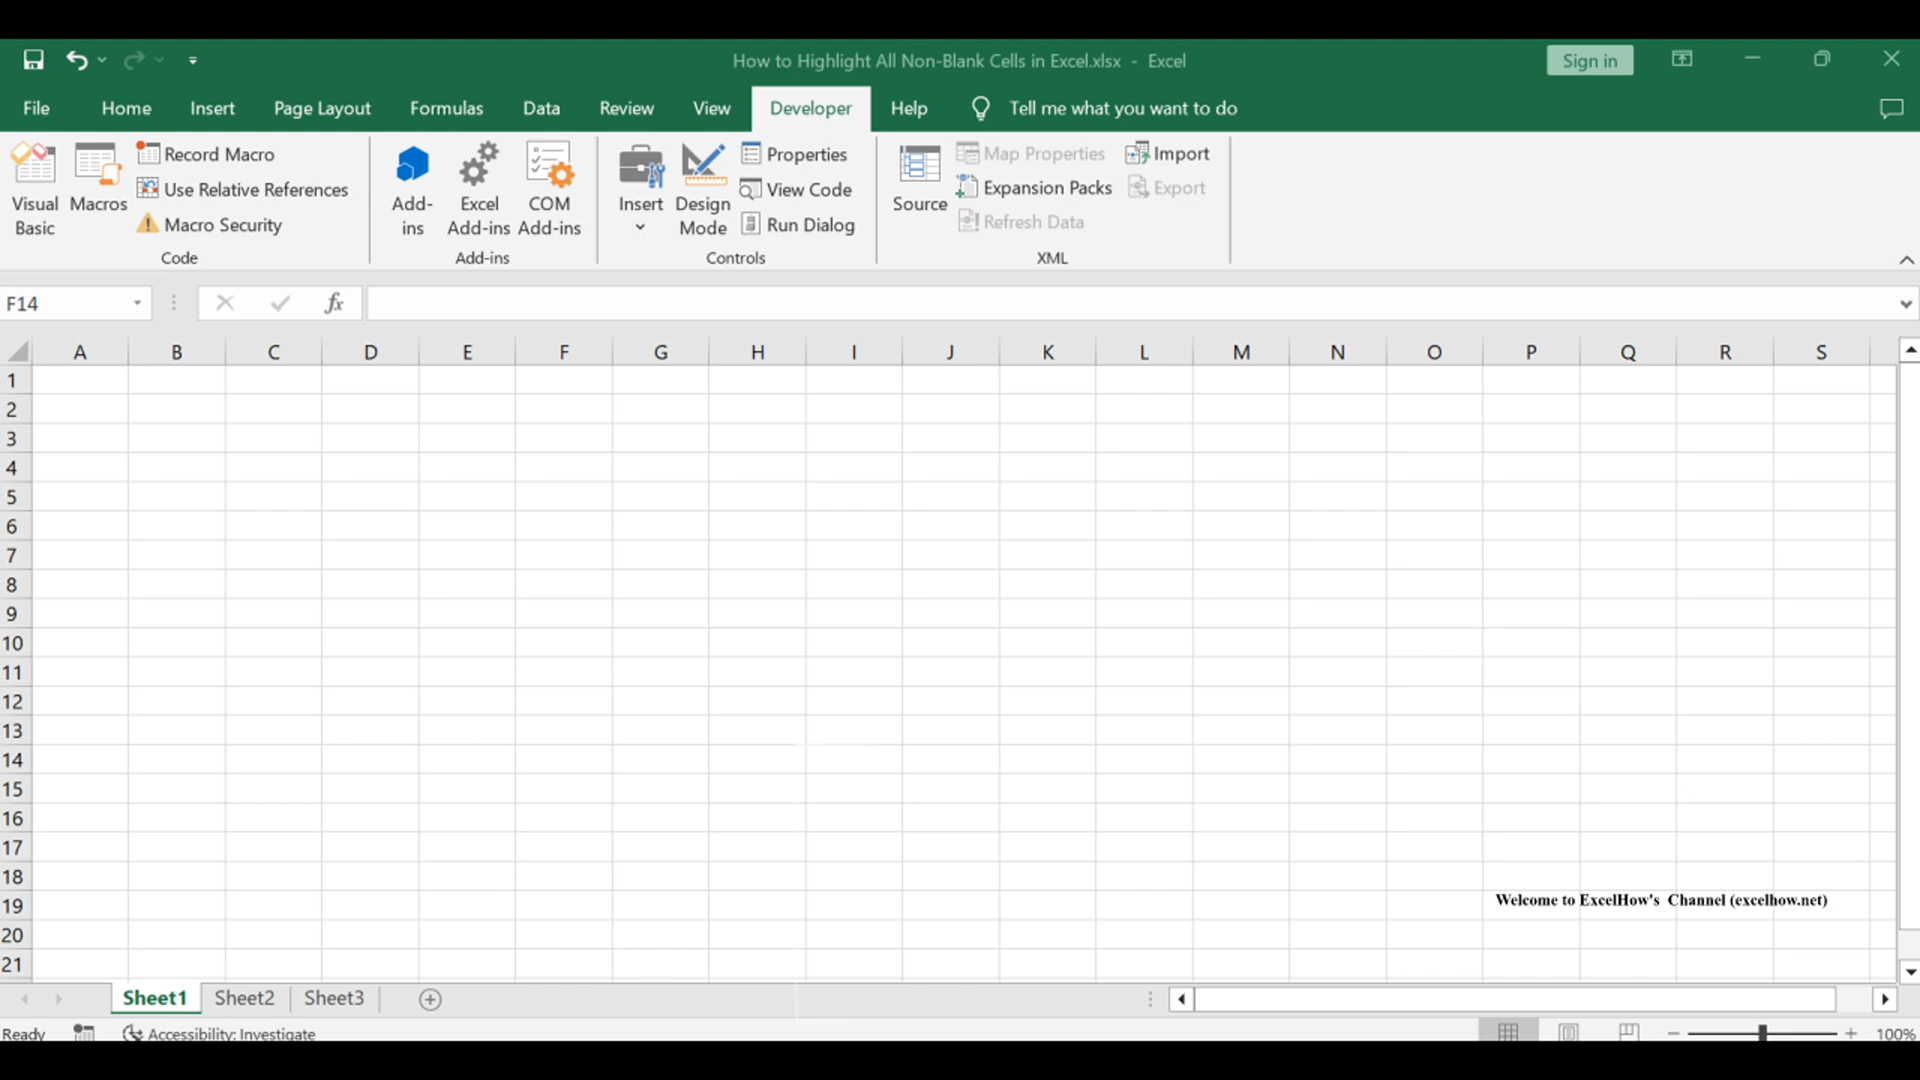 How to Highlight All Non-Blank Cells in Excel.xlsx - Excel
Sign in
File Home Insert Page Layout Formulas Data Review View Developer Help Tell me what you want to do
Visual Basic
Macros
Record Macro
Use Relative References
Macro Security
Code
Add-ins
Excel Add-ins
COM Add-ins
Add-ins
Insert
Design Mode
Properties
View Code
Run Dialog
Controls
Source
Map Properties
Expansion Packs
Refresh Data
Import
Export
XML
F14
fx
A B C D E F G H I J K L M N O P Q R S
1
2
3
4
5
6
7
8
9
10
11
12
13
14
15
16
17
18
19
Welcome to ExcelHow's Channel (excelhow.net)
20
21
Sheet1 Sheet2 Sheet3
Ready Accessibility: Investigate 100%